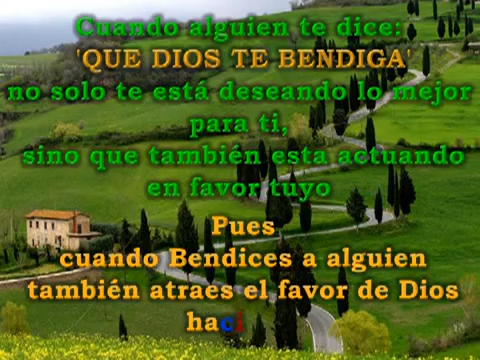 Cuando alguien te dice:
'QUE DIOS TE BENDIGA'
no solo te está deseando lo mejor
para ti,
sino que también esta actuando
en favor tuyo
Pues
cuando Bendices a alguien
también atraes el favor de Dios
haci